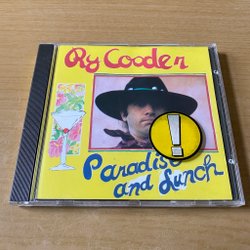 Ry Cooder
Paradise
and Lunch